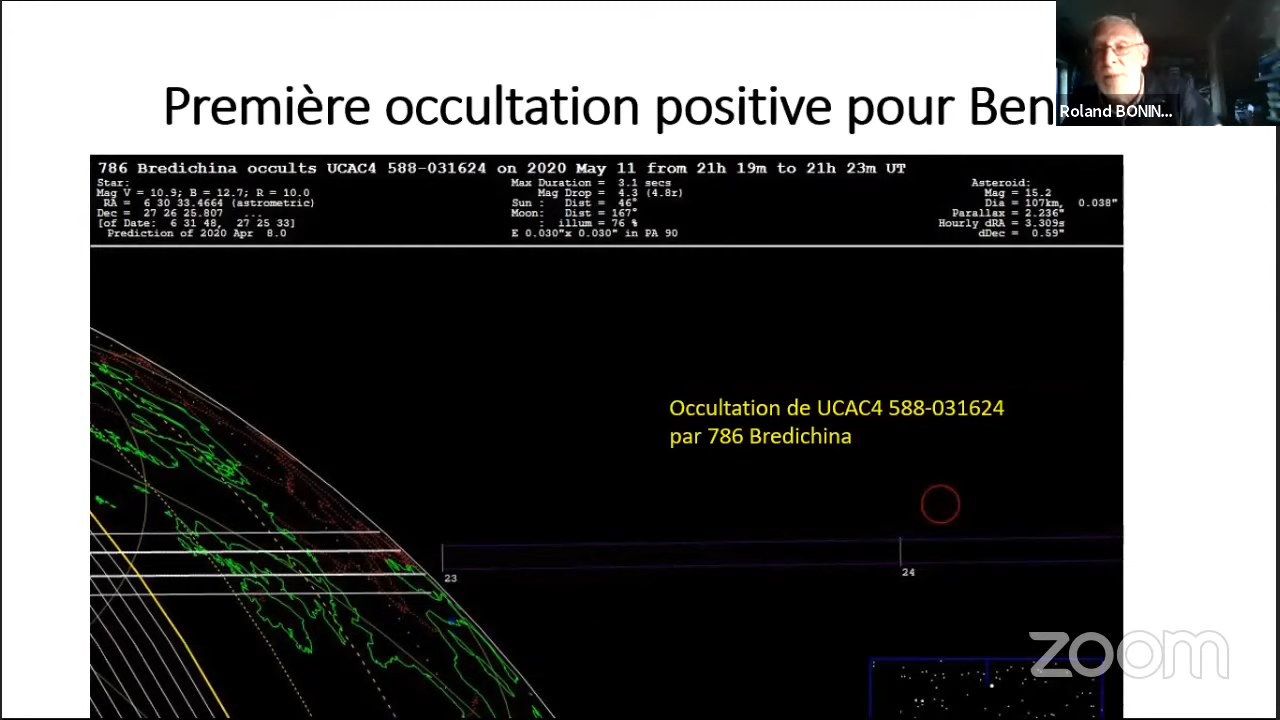 Première occultation positive pour Ben
Roland BONIN...
786 Bredichina occults UCAC4 588-031624 on 2020 May 11 from 21h 19m to 21h 23m UT
Star:
Mag V = 10.9; B = 12.7; R = 10.0
RA = 6 30 33.4664 (astrometric)
Dec = 27 26 25.807 ...
[of Date: 6 31 48, 27 25 33]
Prediction of 2020 Apr 8.0
Max Duration = 3.1 secs
Mag Drop = 4.3 (4.8r)
Sun : Dist = 46°
Moon: Dist = 167°
: illum = 76 %
E 0.030"x 0.030" in PA 90
Asteroid:
Mag = 15.2
Dia = 107km, 0.038"
Parallax = 2.236"
Hourly dRA = 3.309s
dDec = 0.59"
Occultation de UCAC4 588-031624
par 786 Bredichina
23
24
zoom